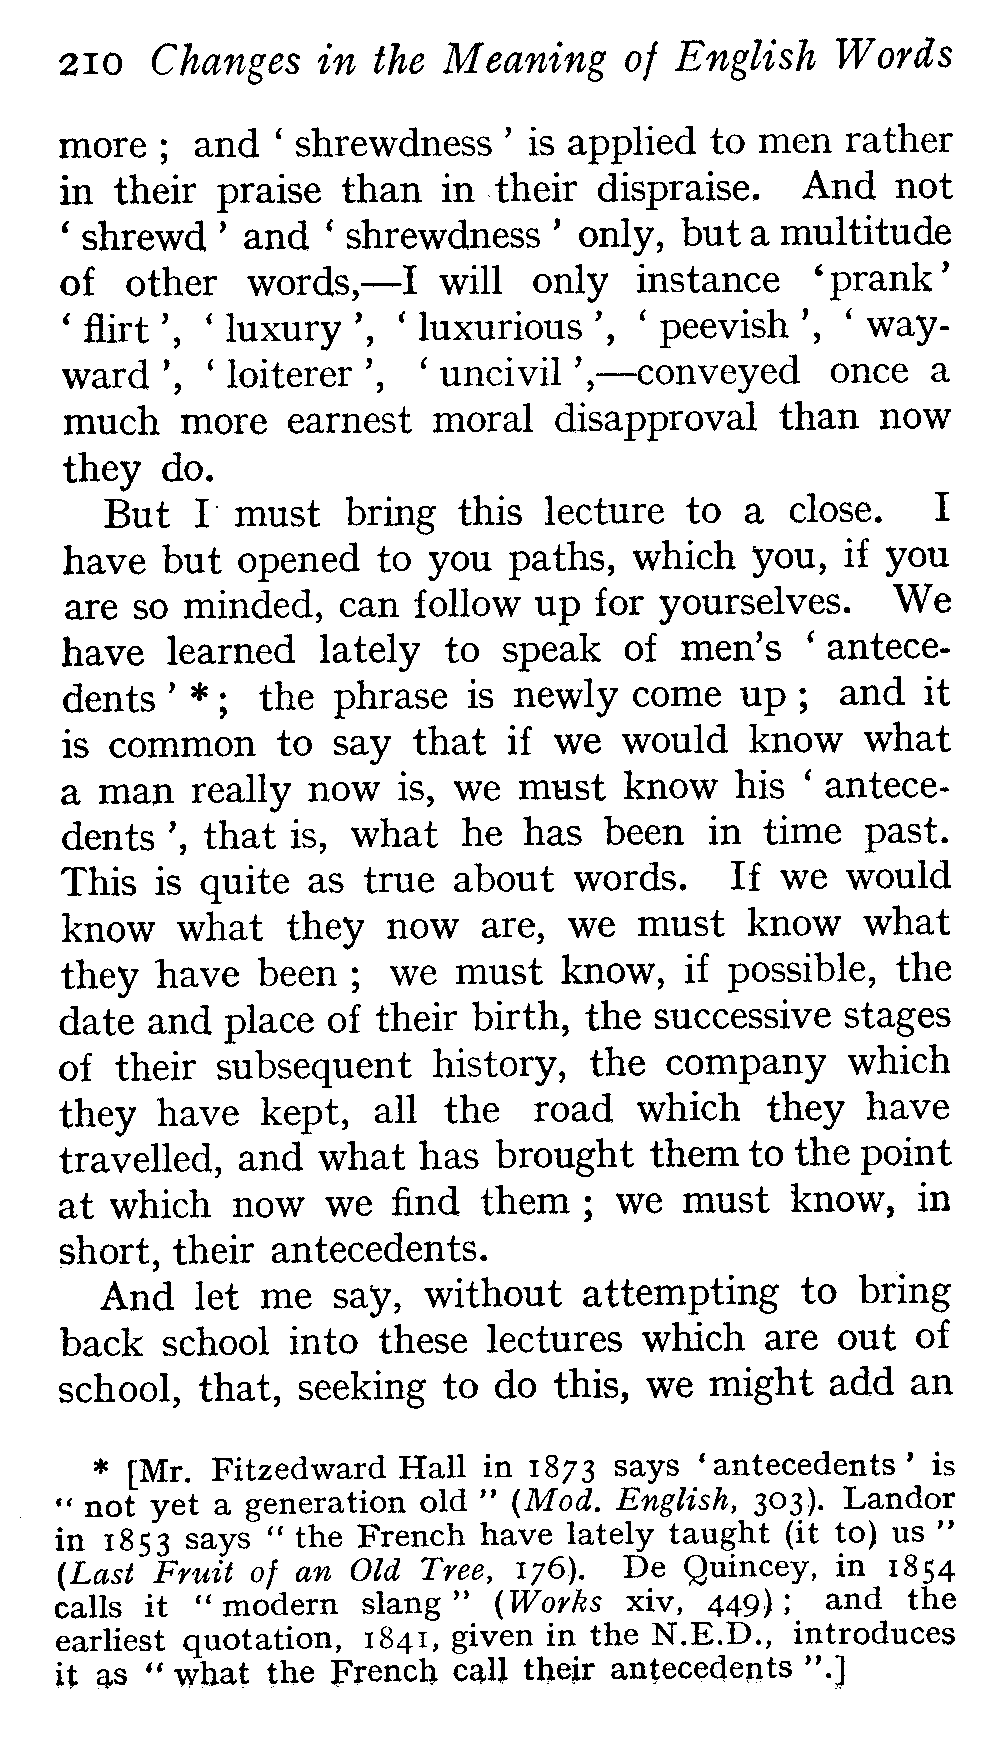 210 Changes in the Meaning of English Words
more ; and ‘ shrewdness ’ is applied to men rather
in their praise than in their dispraise. And not
‘ shrewd ’ and ‘ shrewdness ’ only, but a multitude
of other words,—I will only instance ‘prank’
‘ flirt ’, ‘ luxury ’, ‘ luxurious ’, ‘ peevish ’, ‘ way-
ward ’, ‘ loiterer ’, ‘ uncivil ’,—conveyed once a
much more earnest moral disapproval than now
they do.
But I must bring this lecture to a close. I
have but opened to you paths, which you, if you
are so minded, can follow up for yourselves. We
have learned lately to speak of men’s ‘ antece-
dents ’ * ; the phrase is newly come up ; and it
is common to say that if we would know what
a man really now is, we must know his ‘ antece-
dents ’, that is, what he has been in time past.
This is quite as true about words. If we would
know what they now are, we must know what
they have been ; we must know, if possible, the
date and place of their birth, the successive stages
of their subsequent history, the company which
they have kept, all the road which they have
travelled, and what has brought them to the point
at which now we find them ; we must know, in
short, their antecedents.
And let me say, without attempting to bring
back school into these lectures which are out of
school, that, seeking to do this, we might add an
* [Mr. Fitzedward Hall in 1873 says ‘antecedents’ is
“ not yet a generation old ” (Mod. English, 303). Landor
in 1853 says “ the French have lately taught (it to) us ”
(Last Fruit of an Old Tree, 176). De Quincey, in 1854
calls it “ modern slang ” (Works xiv, 449) ; and the
earliest quotation, 1841, given in the N.E.D., introduces
it as “ what the French call their antecedents ”.]